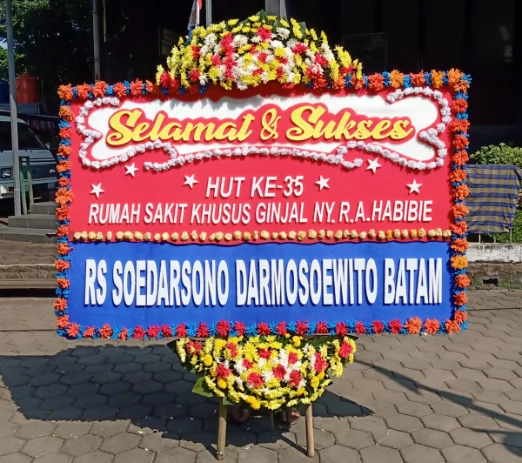 Selamat & Sukses
HUT KE-35
RUMAH SAKIT KHUSUS GINJAL NY. R.A.HABIBIE
RS SOEDARSONO DARMOSOEWITO BATAM